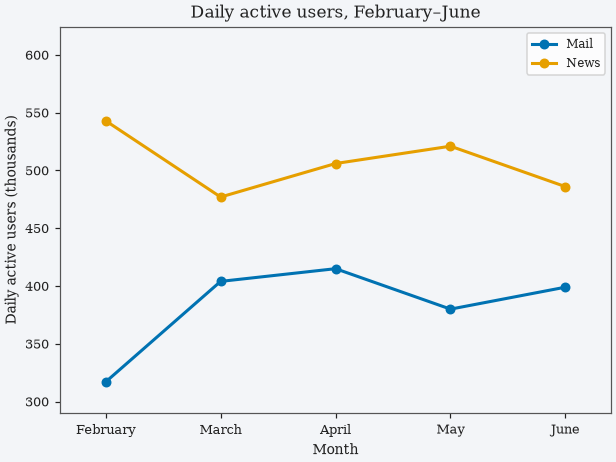 Daily active users, February–June
Mail
News
Daily active users (thousands)
600
550
500
450
400
350
300
February March April May June
Month